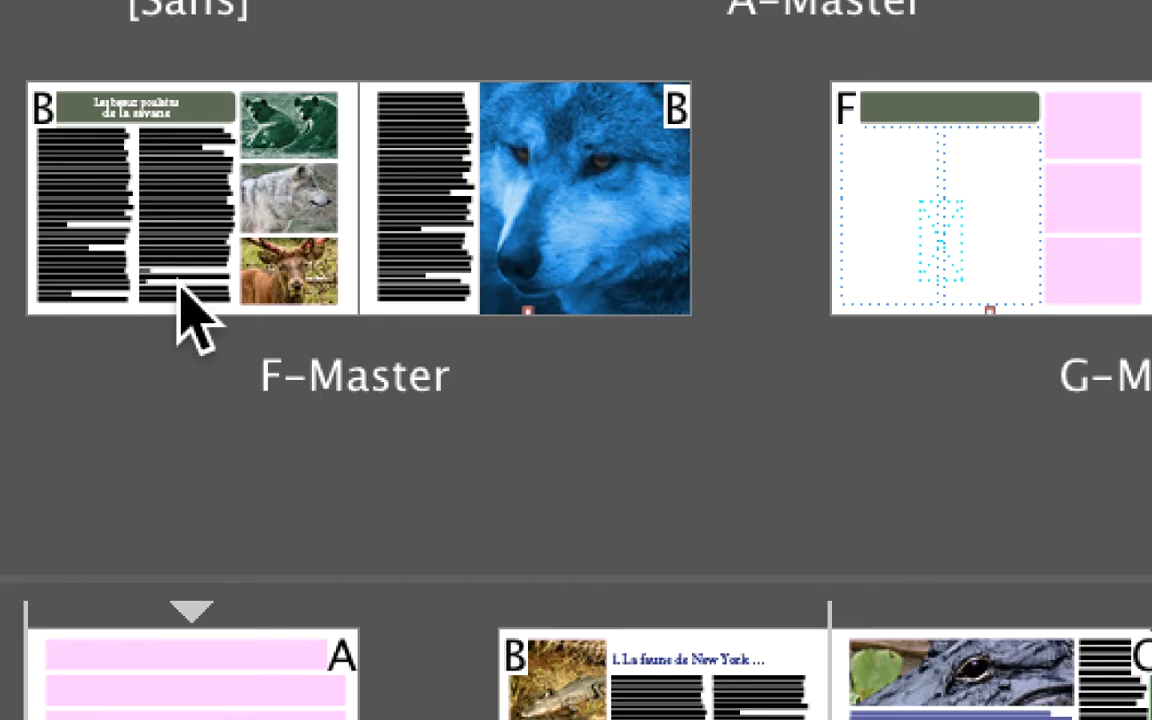 [Sans]
A-Master
B
Les beaux poulains
de la savane
B
F
F-Master
G-M
A
B
1. La faune de New York ...
C